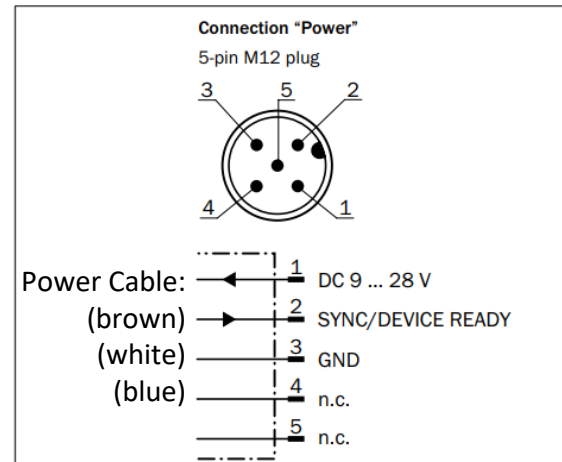 Connection “Power”
5-pin M12 plug
3 5 2
4 1
Power Cable: 1 DC 9 ... 28 V
(brown) 2 SYNC/DEVICE READY
(white) 3 GND
(blue) 4 n.c.
5 n.c.